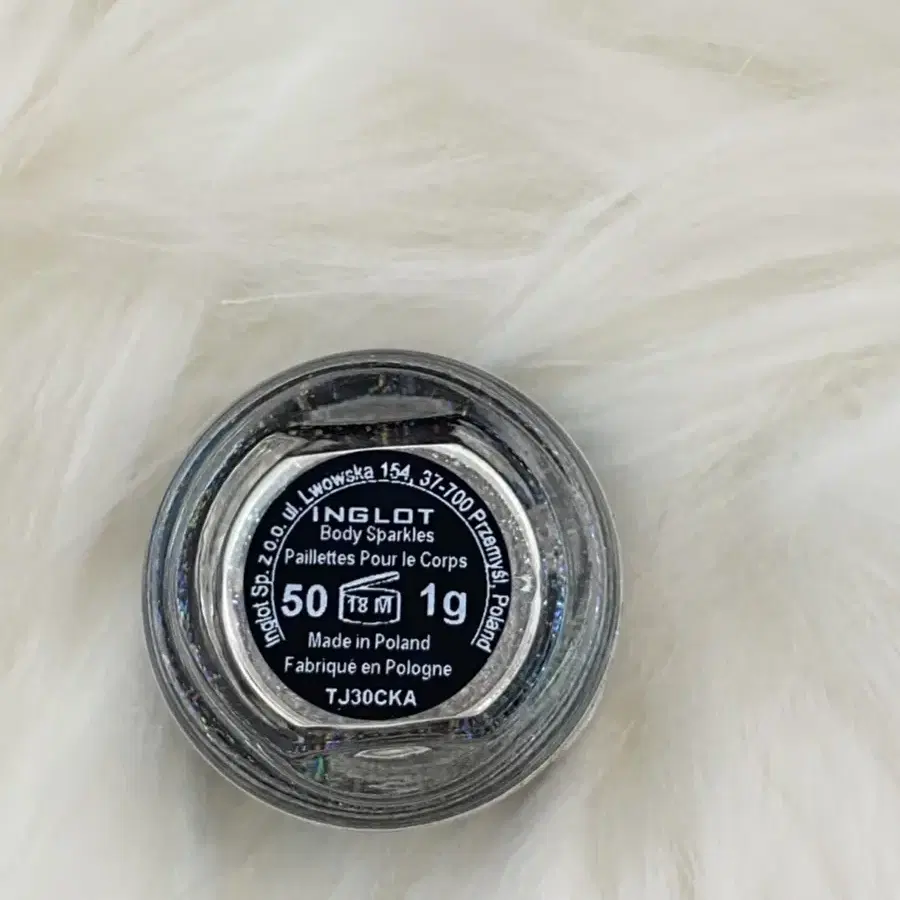 Inglot Sp. z o.o. ul. Lwowska 154, 37-700 Przemyśl, Poland
INGLOT
Body Sparkles
Paillettes Pour le Corps
50 18 M 1g
Made in Poland
Fabriqué en Pologne
TJ30CKA